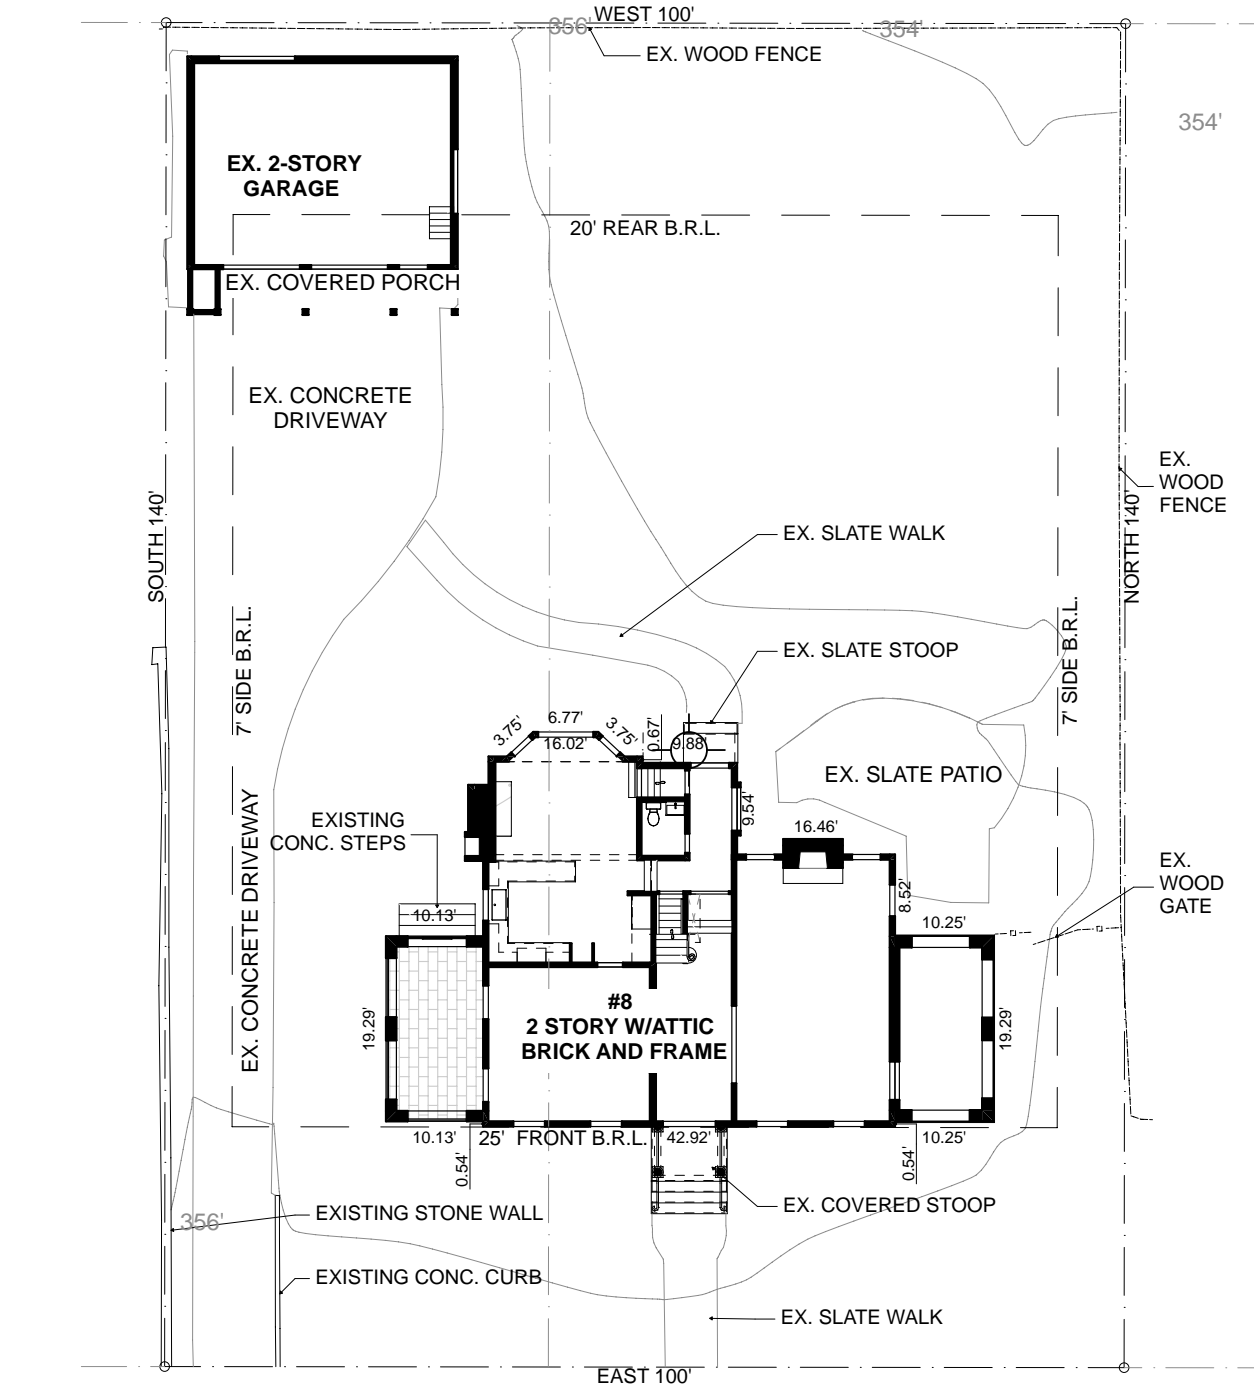 WEST 100'
356'
354'
EX. WOOD FENCE
354'
EX. 2-STORY
GARAGE
20' REAR B.R.L.
EX. COVERED PORCH
EX. CONCRETE
DRIVEWAY
EX.
WOOD
FENCE
SOUTH 140'
NORTH 140'
EX. SLATE WALK
7' SIDE B.R.L.
7' SIDE B.R.L.
EX. SLATE STOOP
3.75'
6.77'
3.75'
16.02'
0.67'
9.88'
EX. SLATE PATIO
9.54'
EXISTING
CONC. STEPS
16.46'
EX. CONCRETE DRIVEWAY
EX.
WOOD
GATE
8.52'
10.13'
10.25'
#8
2 STORY W/ATTIC
BRICK AND FRAME
19.29'
19.29'
10.13'
25' FRONT B.R.L.
42.92'
10.25'
0.54'
0.54'
EX. COVERED STOOP
356'
EXISTING STONE WALL
EXISTING CONC. CURB
EX. SLATE WALK
EAST 100'